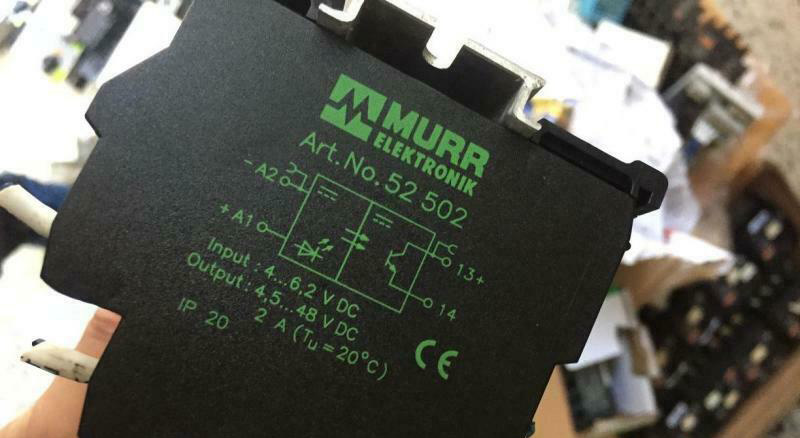 MURR
ELEKTRONIK
Art. No. 52 502
- A2
+ A1
13+
14
Input : 4...6,2 V DC
Output : 4,5...48 V DC
2 A (Tu = 20°C)
IP 20
CE